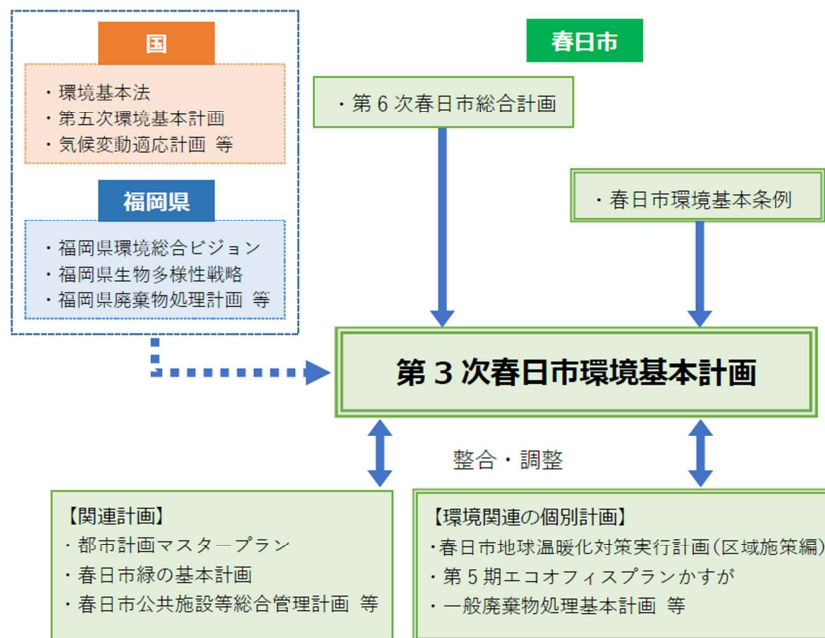 国
・環境基本法
・第五次環境基本計画
・気候変動適応計画 等
福岡県
・福岡県環境総合ビジョン
・福岡県生物多様性戦略
・福岡県廃棄物処理計画 等
春日市
・第6次春日市総合計画
・春日市環境基本条例
第3次春日市環境基本計画
整合・調整
【関連計画】
・都市計画マスタープラン
・春日市緑の基本計画
・春日市公共施設等総合管理計画 等
【環境関連の個別計画】
・春日市地球温暖化対策実行計画(区域施策編)
・第5期エコオフィスプランかすが
・一般廃棄物処理基本計画 等